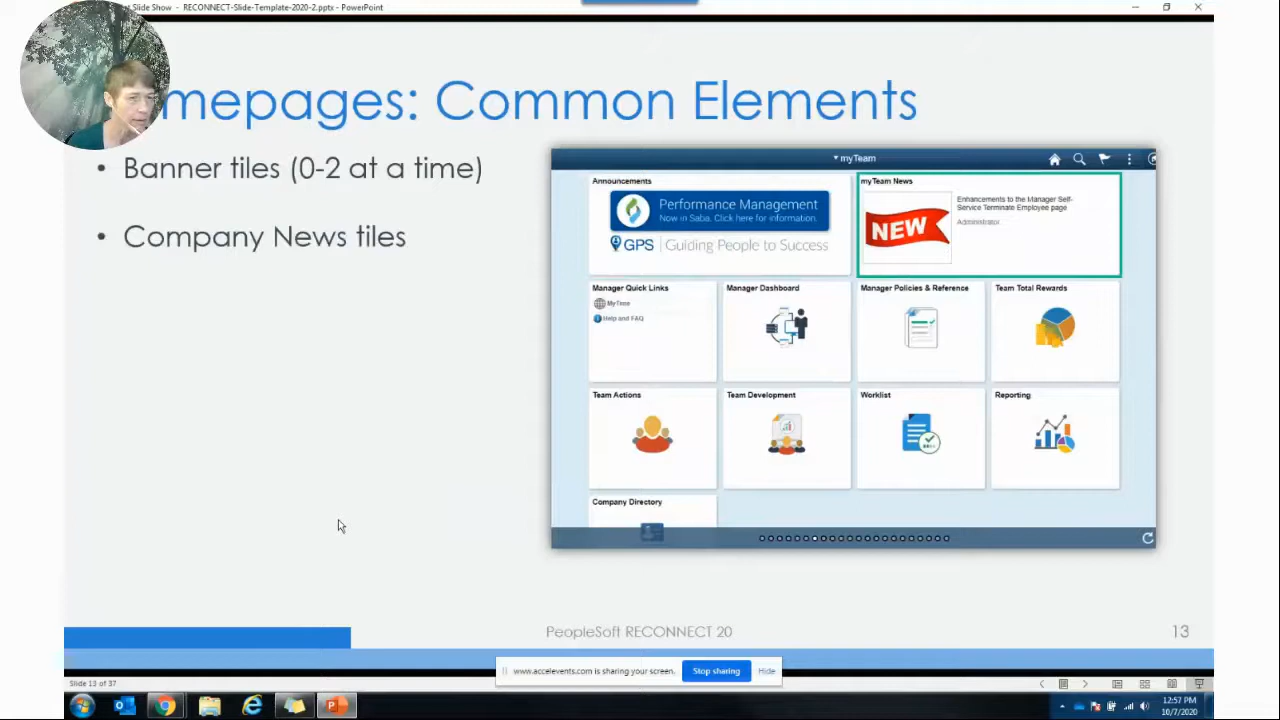 Slide Show - RECONNECT-Slide-Template-2020-2.pptx - PowerPoint
mepages: Common Elements
• Banner tiles (0-2 at a time)
• Company News tiles
myTeam
Announcements
Performance Management
Now in Saba. Click here for information.
GPS | Guiding People to Success
myTeam News
NEW
Enhancements to the Manager Self-
Service Terminate Employee page
Administrator
Manager Quick Links
MyTime
Help and FAQ
Manager Dashboard
Manager Policies & Reference
Team Total Rewards
Team Actions
Team Development
Worklist
Reporting
Company Directory
PeopleSoft RECONNECT 20
13
www.accelevents.com is sharing your screen.
Stop sharing
Hide
Slide 13 of 37
12:57 PM
10/7/2020